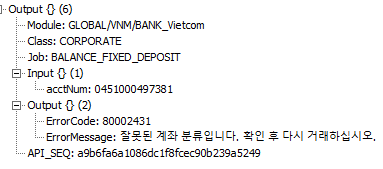 Output {} (6)
Module: GLOBAL/VNM/BANK_Vietcom
Class: CORPORATE
Job: BALANCE_FIXED_DEPOSIT
Input {} (1)
acctNum: 0451000497381
Output {} (2)
ErrorCode: 80002431
ErrorMessage: 잘못된 계좌 분류입니다. 확인 후 다시 거래하십시오.
API_SEQ: a9b6fa6a1086dc1f8fcec90b239a5249